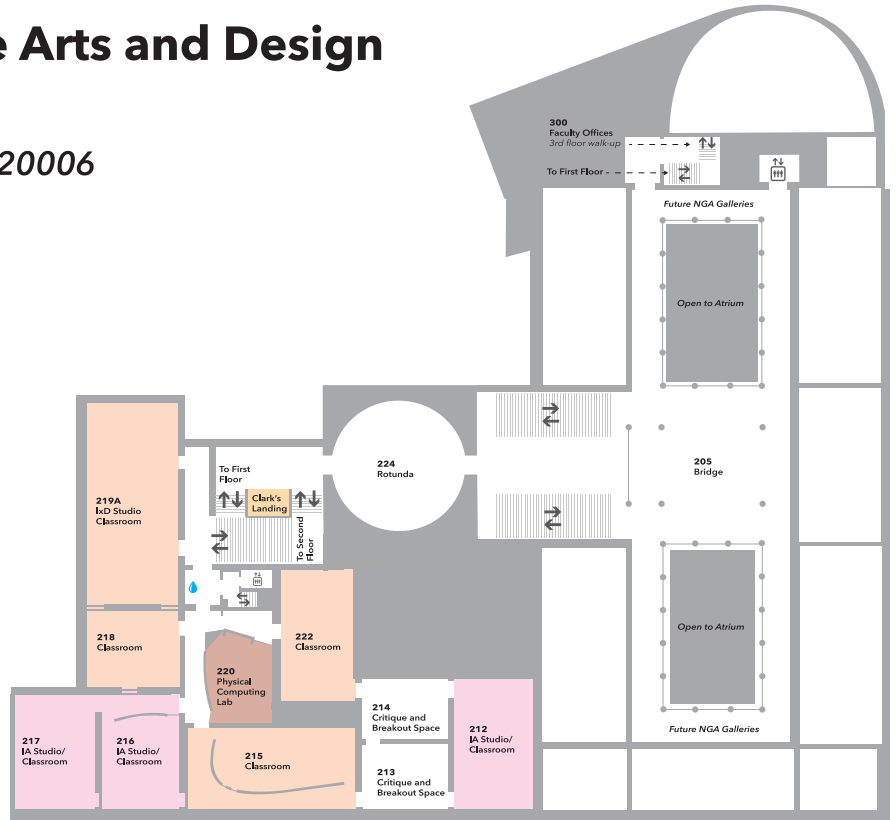 e Arts and Design
20006
300
Faculty Offices
3rd floor walk-up
To First Floor
Future NGA Galleries
Open to Atrium
To First
Floor
Clark's
Landing
To Second
Floor
224
Rotunda
205
Bridge
219A
IxD Studio
Classroom
218
Classroom
222
Classroom
220
Physical
Computing
Lab
Open to Atrium
217
IA Studio/
Classroom
216
IA Studio/
Classroom
215
Classroom
214
Critique and
Breakout Space
213
Critique and
Breakout Space
212
IA Studio/
Classroom
Future NGA Galleries